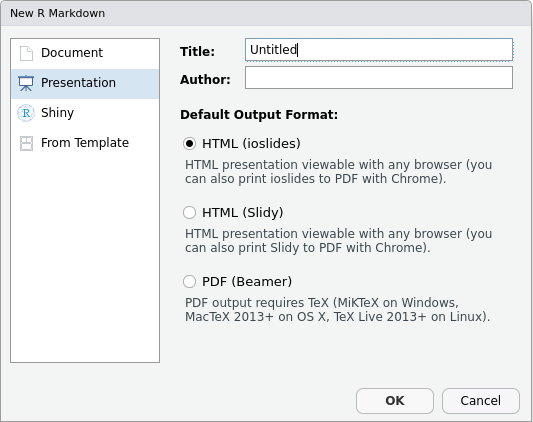 New R Markdown
Document
Presentation
Shiny
From Template
Title:
Untitled
Author:
Default Output Format:
HTML (ioslides)
HTML presentation viewable with any browser (you
can also print ioslides to PDF with Chrome).
HTML (Slidy)
HTML presentation viewable with any browser (you
can also print Slidy to PDF with Chrome).
PDF (Beamer)
PDF output requires TeX (MiKTeX on Windows,
MacTeX 2013+ on OS X, TeX Live 2013+ on Linux).
OK
Cancel